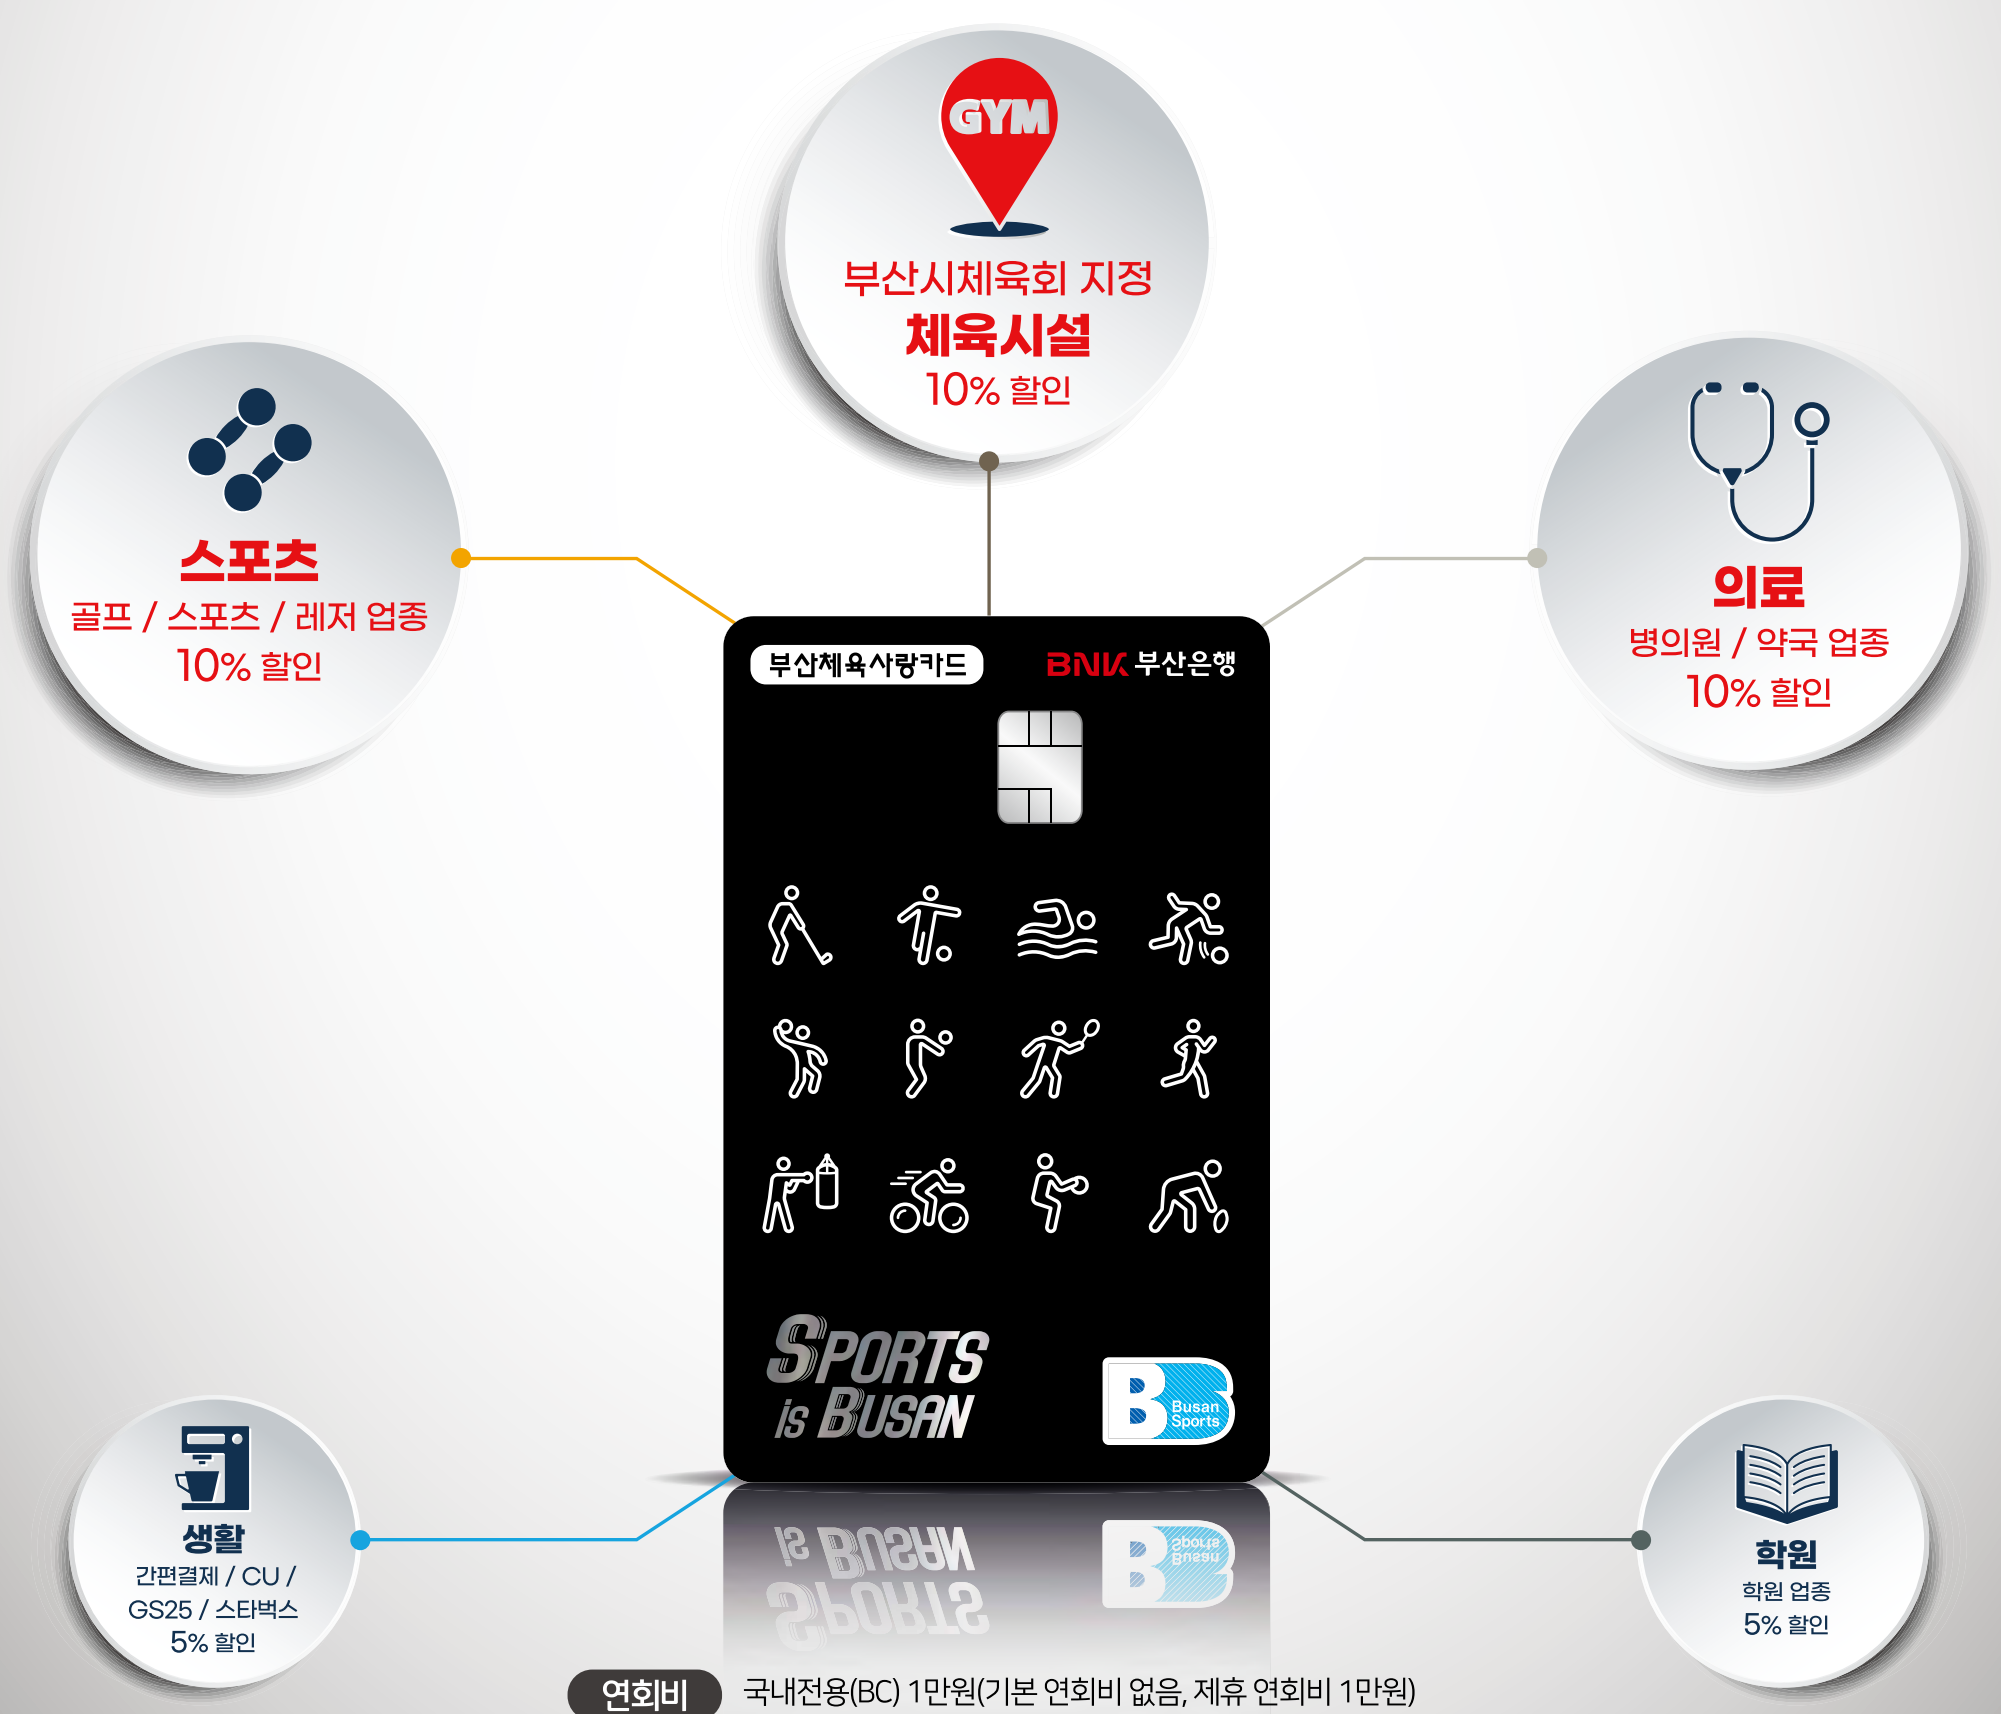 GYM
부산시체육회 지정
체육시설
10% 할인
스포츠
골프 / 스포츠 / 레저 업종
10% 할인
의료
병의원 / 약국 업종
10% 할인
부산체육사랑카드
BNK 부산은행
SPORTS
is BUSAN
B Busan
Sports
생활
간편결제 / CU /
GS25 / 스타벅스
5% 할인
학원
학원 업종
5% 할인
연회비 국내전용(BC) 1만원(기본 연회비 없음, 제휴 연회비 1만원)